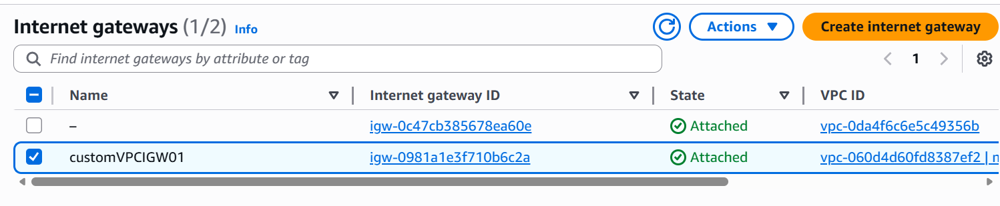 Internet gateways (1/2) Info Actions Create internet gateway
Find internet gateways by attribute or tag 1
Name Internet gateway ID State VPC ID
– igw-0c47cb385678ea60e Attached vpc-0da4f6c6e5c49356b
customVPCIGW01 igw-0981a1e3f710b6c2a Attached vpc-060d4d60fd8387ef2 |